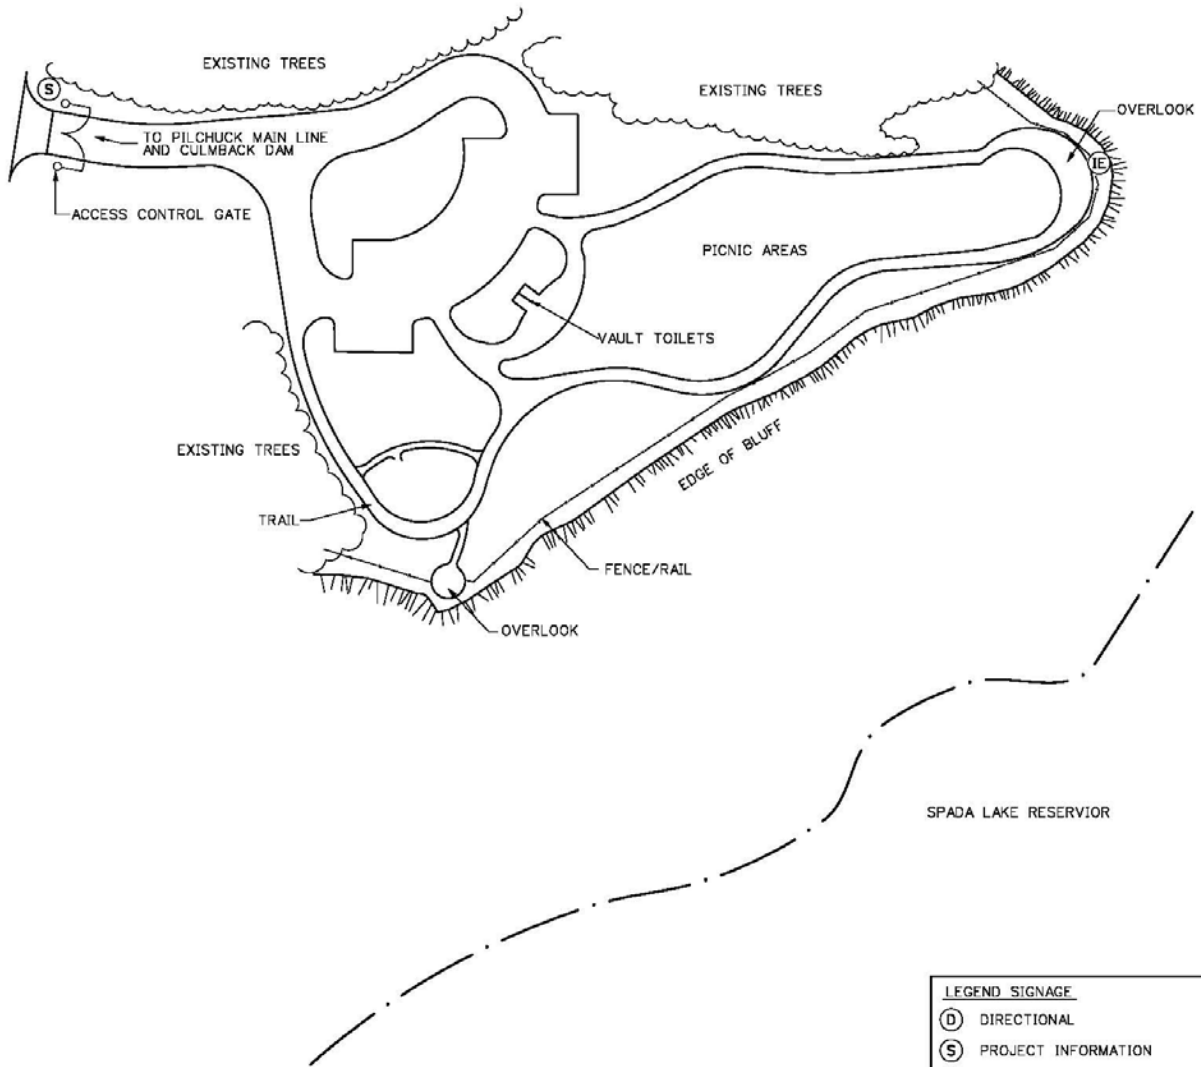 EXISTING TREES
EXISTING TREES
OVERLOOK
S
TO PILCHUCK MAIN LINE
AND CULMBACK DAM
IE
ACCESS CONTROL GATE
PICNIC AREAS
VAULT TOILETS
EXISTING TREES
EDGE OF BLUFF
TRAIL
FENCE/RAIL
OVERLOOK
SPADA LAKE RESERVIOR
LEGEND SIGNAGE
D DIRECTIONAL
S PROJECT INFORMATION